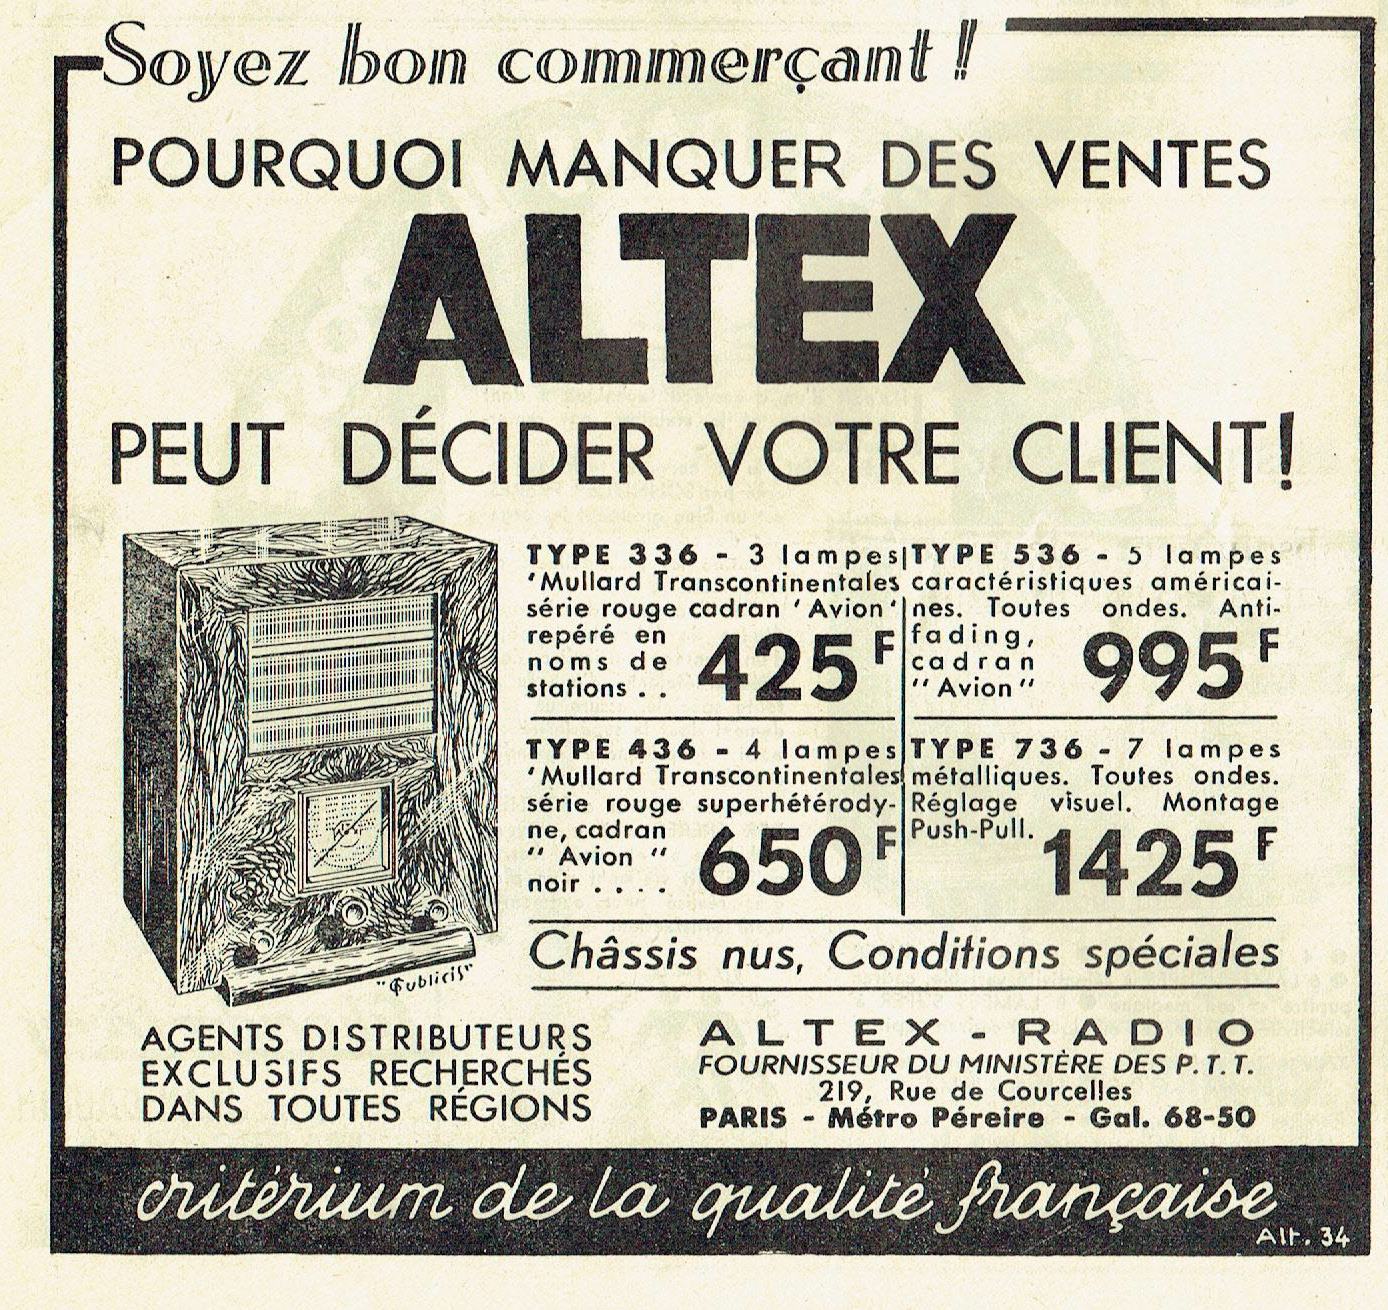 Soyez bon commerçant !
POURQUOI MANQUER DES VENTES
ALTEX
PEUT DÉCIDER VOTRE CLIENT!
TYPE 336 - 3 lampes
'Mullard Transcontinentales
série rouge cadran 'Avion'
repéré en
noms de
stations . .
425 F
TYPE 536 - 5 lampes
caractéristiques américai-
nes. Toutes ondes. Anti-
fading,
cadran
"Avion"
995 F
TYPE 436 - 4 lampes
'Mullard Transcontinentales
série rouge superhétérody-
ne, cadran
" Avion "
noir . . . .
650 F
TYPE 736 - 7 lampes
métalliques. Toutes ondes.
Réglage visuel. Montage
Push-Pull.
1425 F
Châssis nus, Conditions spéciales
"Publicis"
AGENTS DISTRIBUTEURS
EXCLUSIFS RECHERCHÉS
DANS TOUTES RÉGIONS
ALTEX - RADIO
FOURNISSEUR DU MINISTÈRE DES P.T.T.
219, Rue de Courcelles
PARIS - Métro Péreire - Gal. 68-50
critérium de la qualité française
Alt. 34